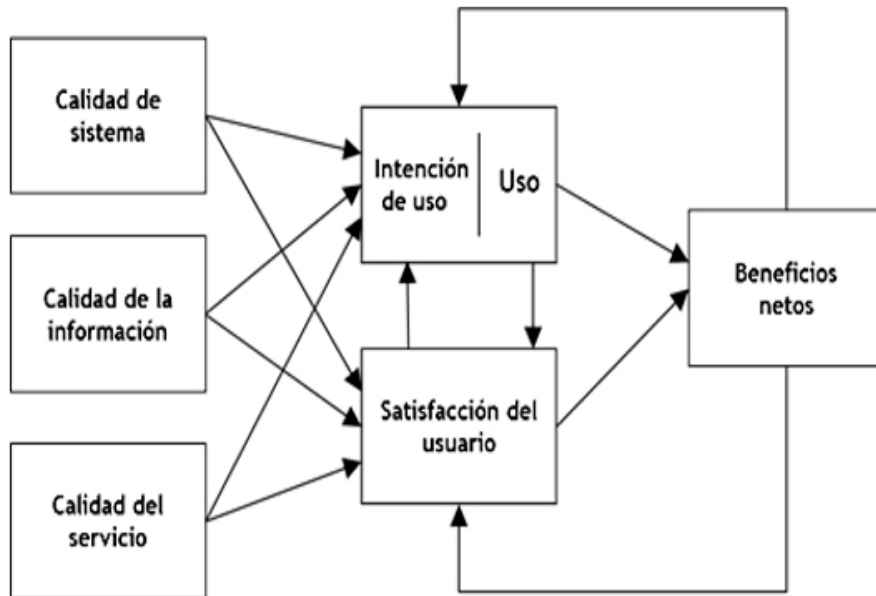 Calidad de
sistema
Calidad de la
información
Calidad del
servicio
Intención
de uso
Uso
Satisfacción del
usuario
Beneficios
netos